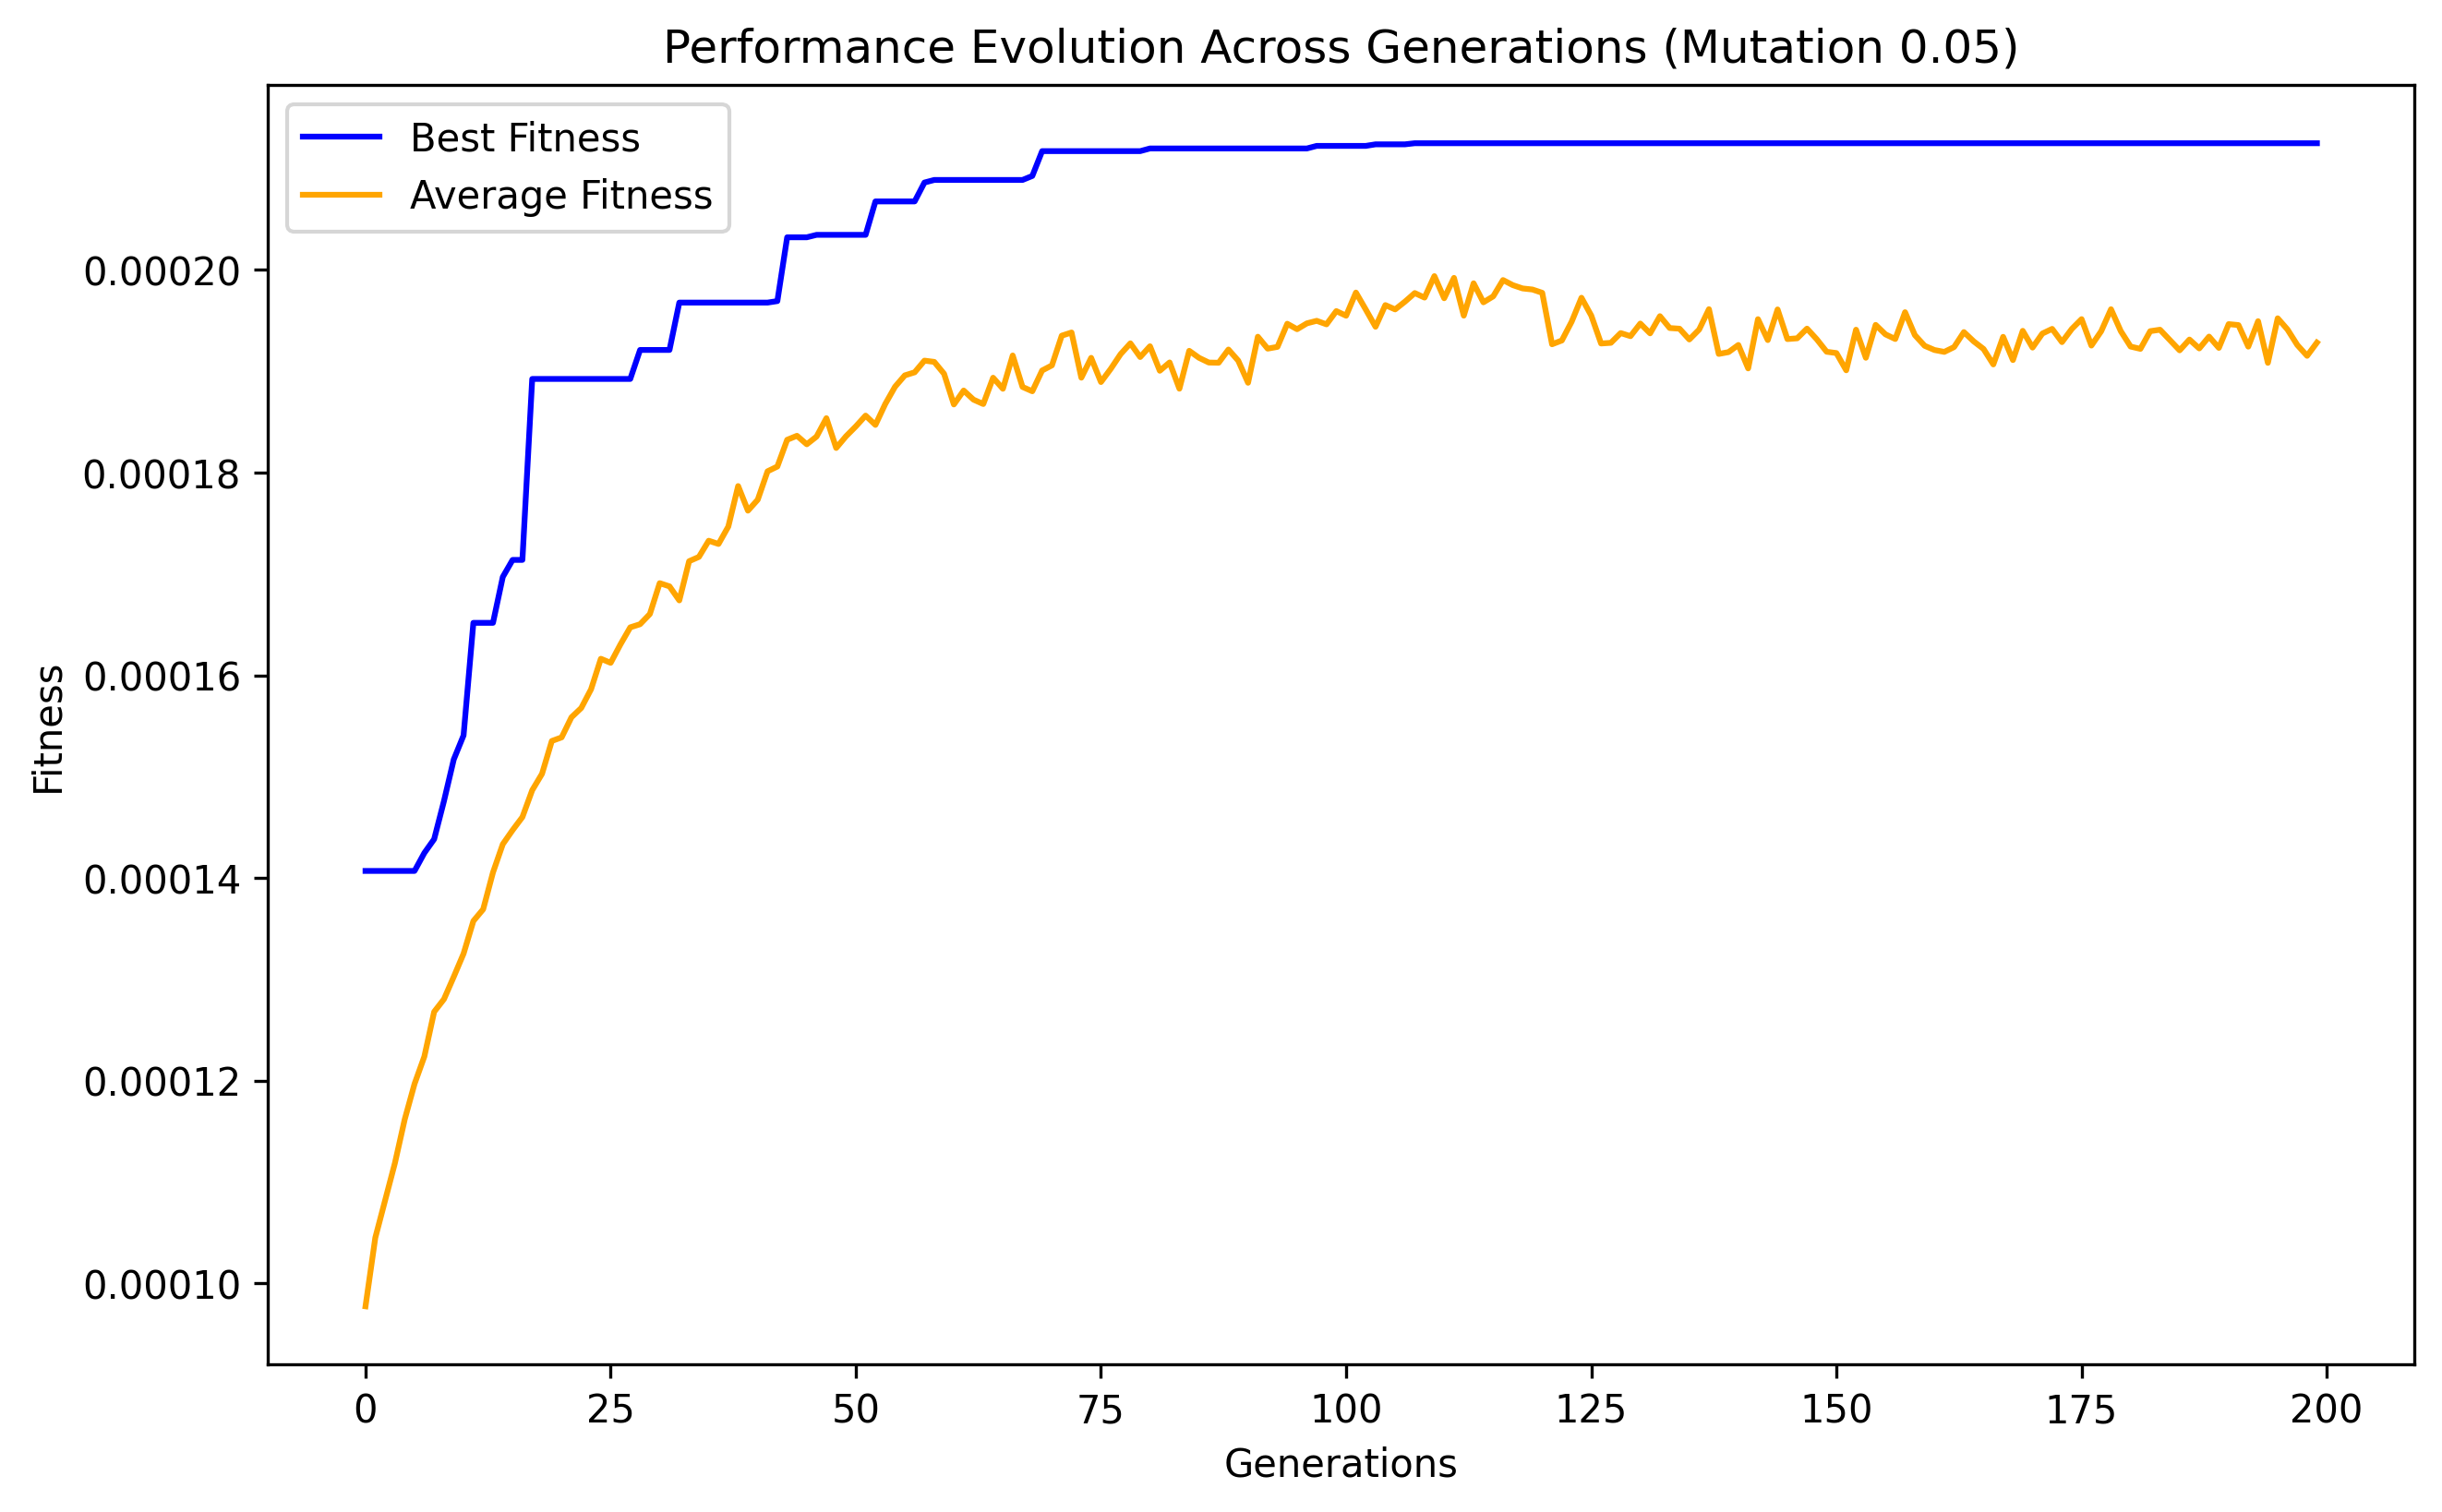 Performance Evolution Across Generations (Mutation 0.05)
Best Fitness
Average Fitness
Fitness
0.00020
0.00018
0.00016
0.00014
0.00012
0.00010
0 25 50 75 100 125 150 175 200
Generations